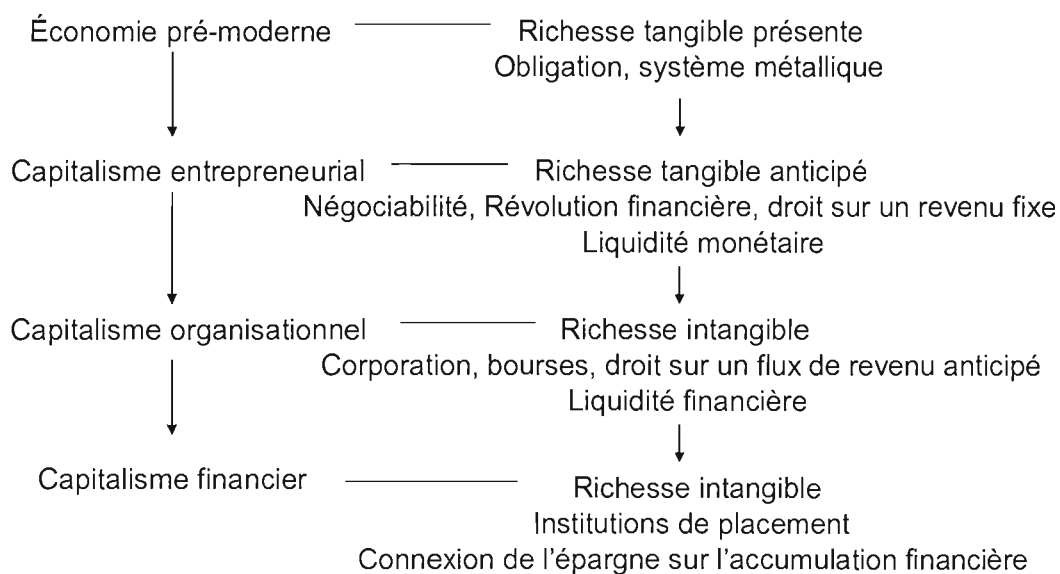 Économie pré-moderne
Richesse tangible présente
Obligation, système métallique
Capitalisme entrepreneurial
Richesse tangible anticipé
Négociabilité, Révolution financière, droit sur un revenu fixe
Liquidité monétaire
Capitalisme organisationnel
Richesse intangible
Corporation, bourses, droit sur un flux de revenu anticipé
Liquidité financière
Capitalisme financier
Richesse intangible
Institutions de placement
Connexion de l'épargne sur l'accumulation financière